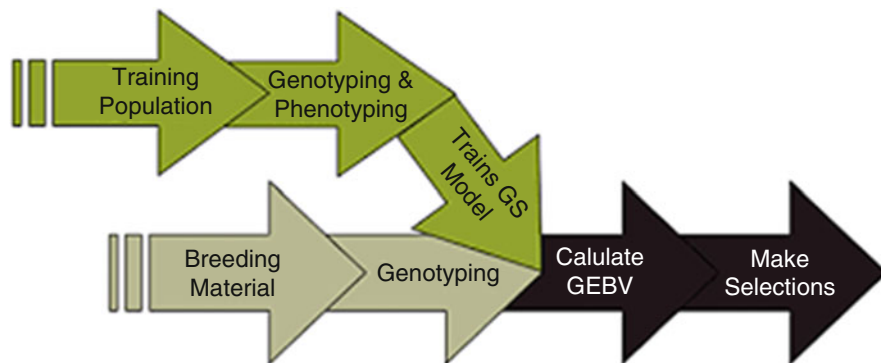 Training
Population
Genotyping &
Phenotyping
Trains GS
Model
Breeding
Material
Genotyping
Calulate
GEBV
Make
Selections